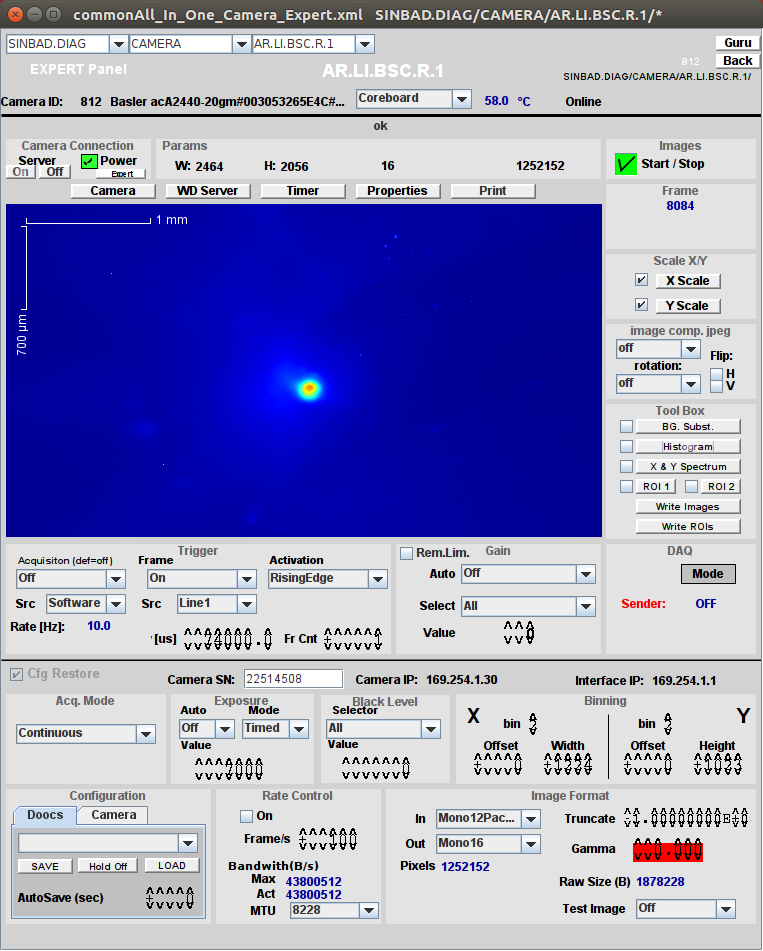 commonAll_In_One_Camera_Expert.xml SINBAD.DIAG/CAMERA/AR.LI.BSC.R.1/*
SINBAD.DIAG CAMERA AR.LI.BSC.R.1 Guru
EXPERT Panel AR.LI.BSC.R.1 812 Back
SINBAD.DIAG/CAMERA/AR.LI.BSC.R.1/
Camera ID: 812 Basler acA2440-20gm#003053265E4C#... Coreboard 58.0 °C Online
ok
Camera Connection Params Images
Server Power W: 2464 H: 2056 16 1252152 Start / Stop
On Off Expert
Camera WD Server Timer Properties Print Frame
8084
1 mm
700 µm
Scale X/Y
X Scale
Y Scale
image comp. jpeg
off Flip:
rotation: H
off V
Tool Box
BG. Subst.
Histogram
X & Y Spectrum
ROI 1 ROI 2
Write Images
Write ROIs
Trigger Gain DAQ
Acquisiton (def=off) Frame Activation Rem.Lim.
Off On RisingEdge Auto Off Mode
Src Software Src Line1 Select All Sender: OFF
Rate [Hz]: 10.0 [us] Fr Cnt Value 0
Cfg Restore Camera SN: 22514508 Camera IP: 169.254.1.30 Interface IP: 169.254.1.1
Acq. Mode Exposure Black Level Binning
Auto Mode Selector X bin 2 bin 2 Y
Continuous Off Timed All
Value Value Offset Width Offset Height
+0 +1224 +0 +1024
Configuration Rate Control Image Format
Doocs Camera On In Mono12Pac... Truncate
Frame/s +100 Out Mono16 Gamma
SAVE Hold Off LOAD Bandwith(B/s) Pixels 1252152
Max 43800512
AutoSave (sec) +0 Act 43800512 Raw Size (B) 1878228
MTU 8228 Test Image Off